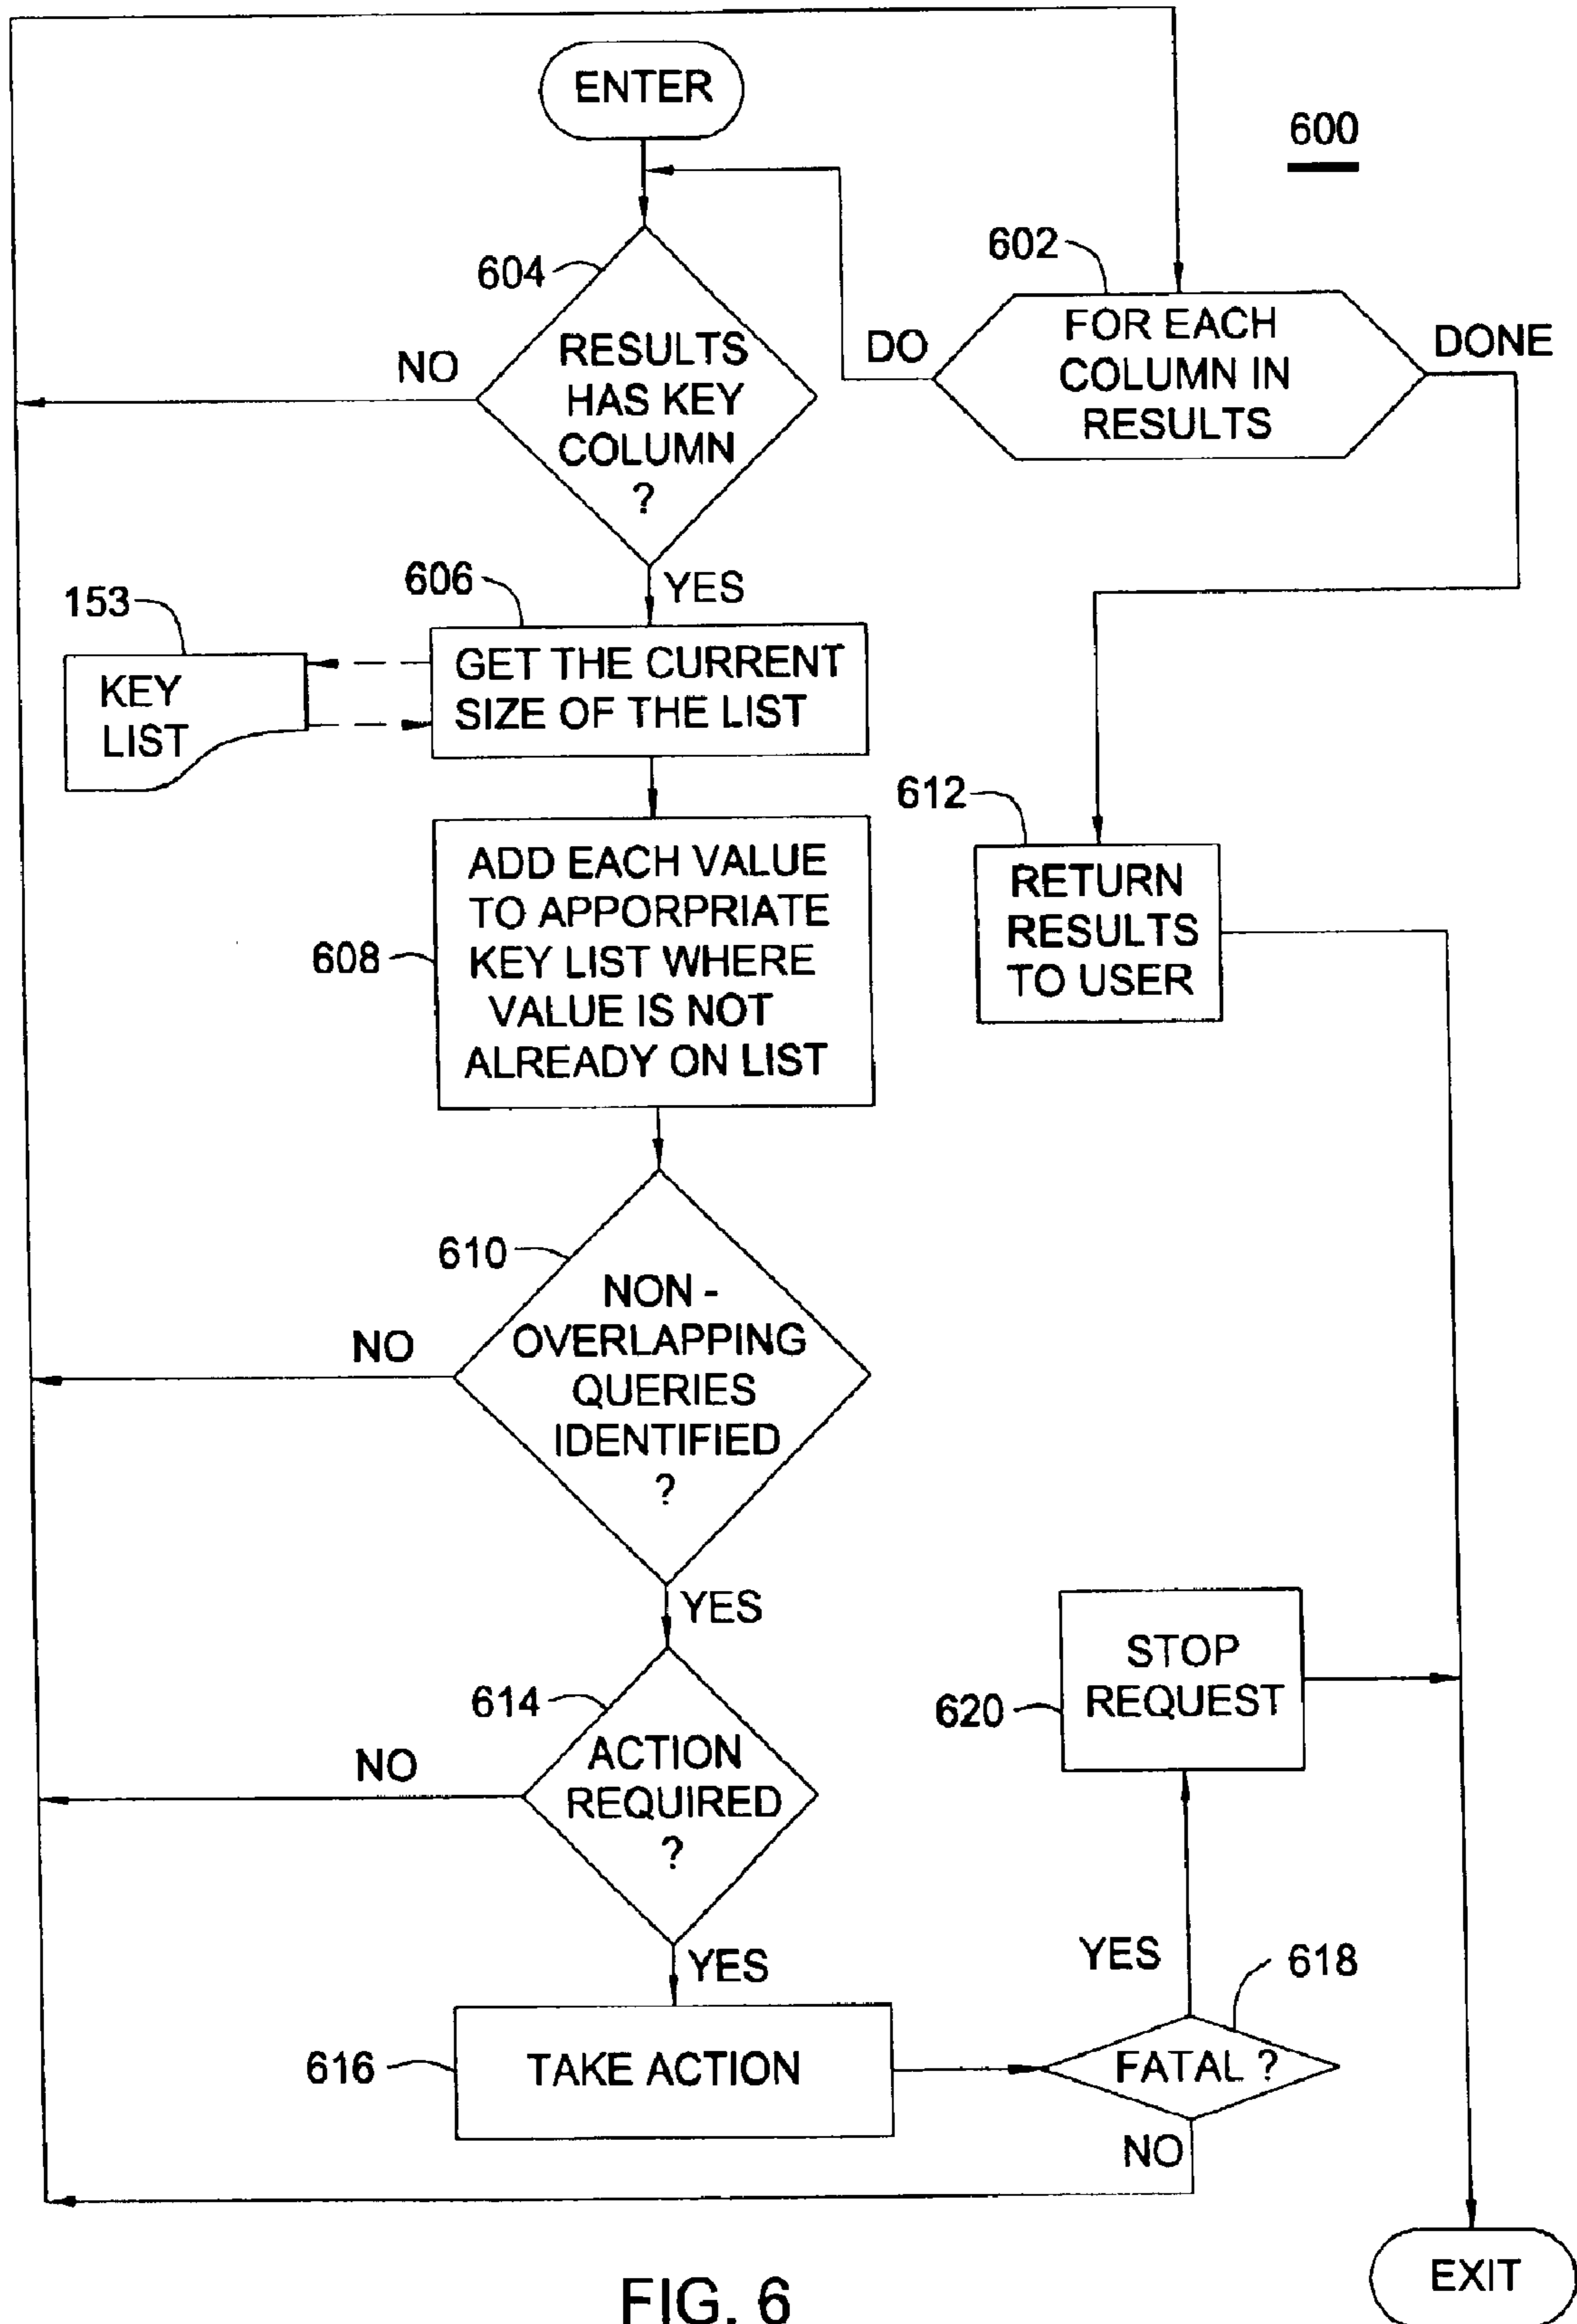 ENTER
600
602
604
FOR EACH
COLUMN IN
RESULTS
DO
DONE
RESULTS
HAS KEY
COLUMN
?
NO
YES
606
153
KEY
LIST
GET THE CURRENT
SIZE OF THE LIST
612
RETURN
RESULTS
TO USER
608
ADD EACH VALUE
TO APPORPRIATE
KEY LIST WHERE
VALUE IS NOT
ALREADY ON LIST
610
NON -
OVERLAPPING
QUERIES
IDENTIFIED
?
NO
YES
614
ACTION
REQUIRED
?
NO
YES
620
STOP
REQUEST
YES
618
616
TAKE ACTION
FATAL ?
NO
EXIT
FIG. 6